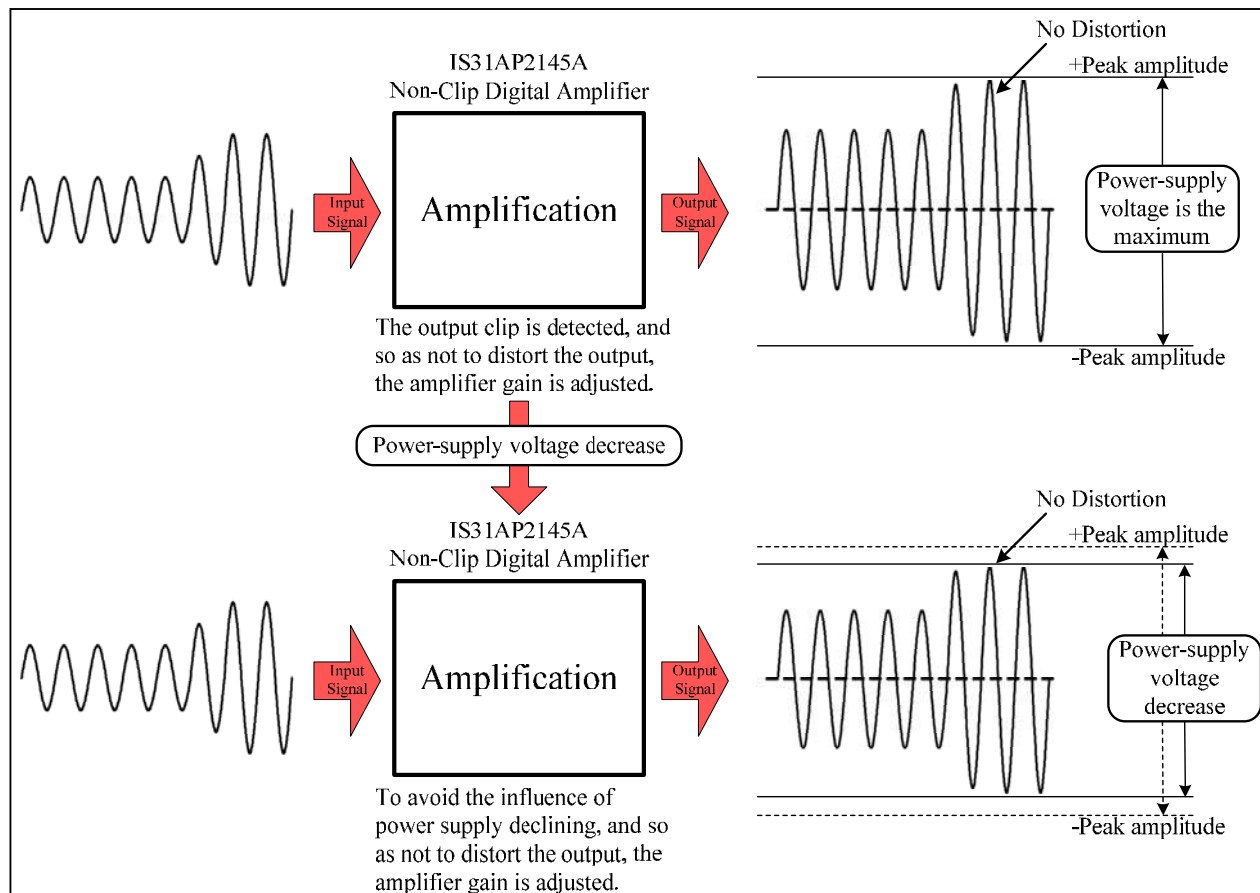 No Distortion
IS31AP2145A
Non-Clip Digital Amplifier
+Peak amplitude
Input
Signal
Amplification
Output
Signal
Power-supply
voltage is the
maximum
The output clip is detected, and
so as not to distort the output,
the amplifier gain is adjusted.
-Peak amplitude
Power-supply voltage decrease
No Distortion
IS31AP2145A
Non-Clip Digital Amplifier
+Peak amplitude
Input
Signal
Amplification
Output
Signal
Power-supply
voltage
decrease
To avoid the influence of
power supply declining, and so
as not to distort the output, the
amplifier gain is adjusted.
-Peak amplitude